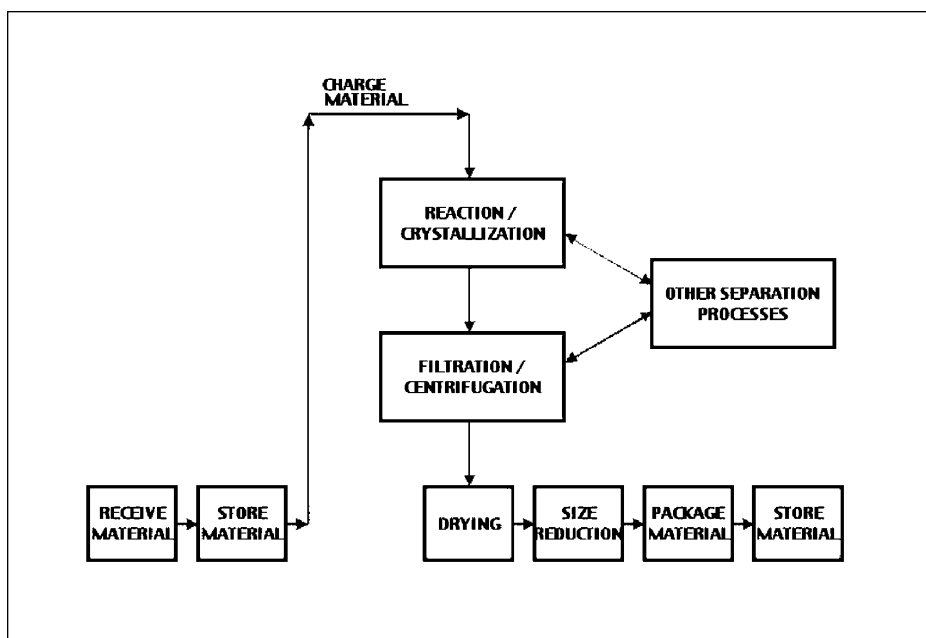 CHARGE
MATERIAL
REACTION /
CRYSTALLIZATION
OTHER SEPARATION
PROCESSES
FILTRATION /
CENTRIFUGATION
RECEIVE
MATERIAL
STORE
MATERIAL
DRYING
SIZE
REDUCTION
PACKAGE
MATERIAL
STORE
MATERIAL